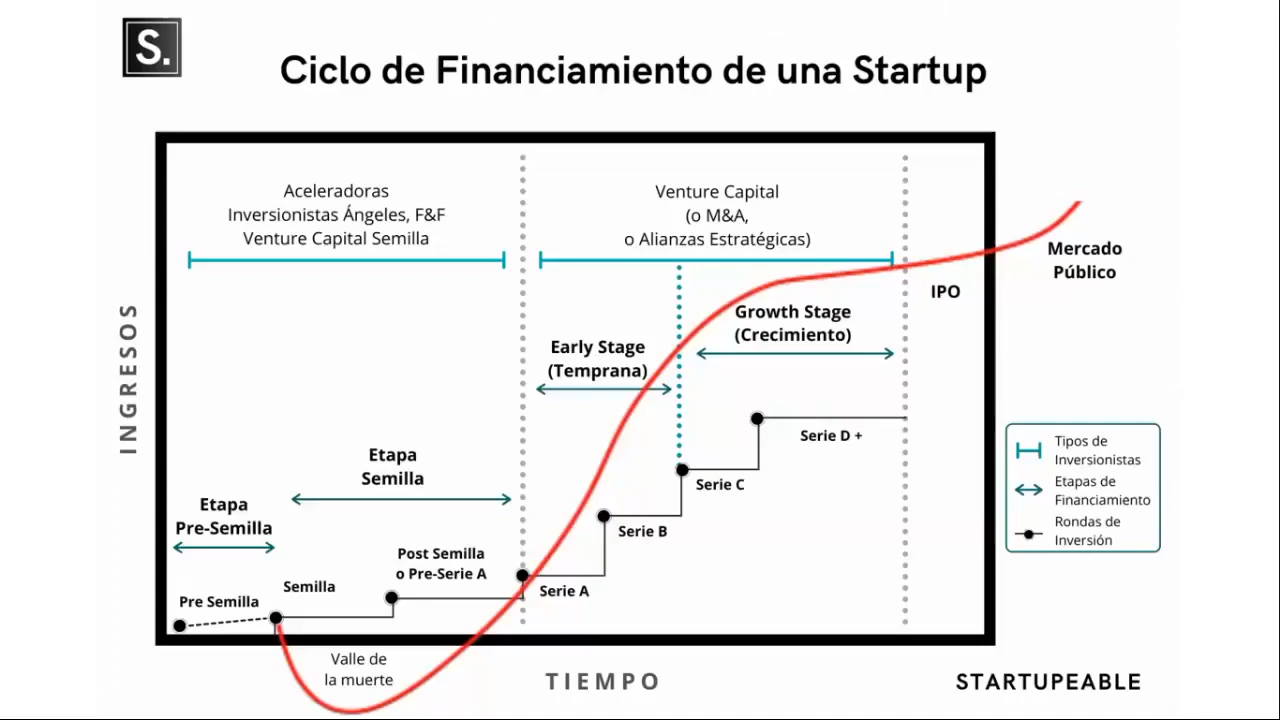 S.
Ciclo de Financiamiento de una Startup
Aceleradoras
Inversionistas Ángeles, F&F
Venture Capital Semilla
Venture Capital
(o M&A,
o Alianzas Estratégicas)
Mercado
Público
IPO
Growth Stage
(Crecimiento)
Early Stage
(Temprana)
INGRESOS
Etapa
Semilla
Etapa
Pre-Semilla
Serie D +
Serie C
Serie B
Serie A
Post Semilla
o Pre-Serie A
Semilla
Pre Semilla
Tipos de
Inversionistas
Etapas de
Financiamiento
Rondas de
Inversión
Valle de
la muerte
TIEMPO
STARTUPEABLE